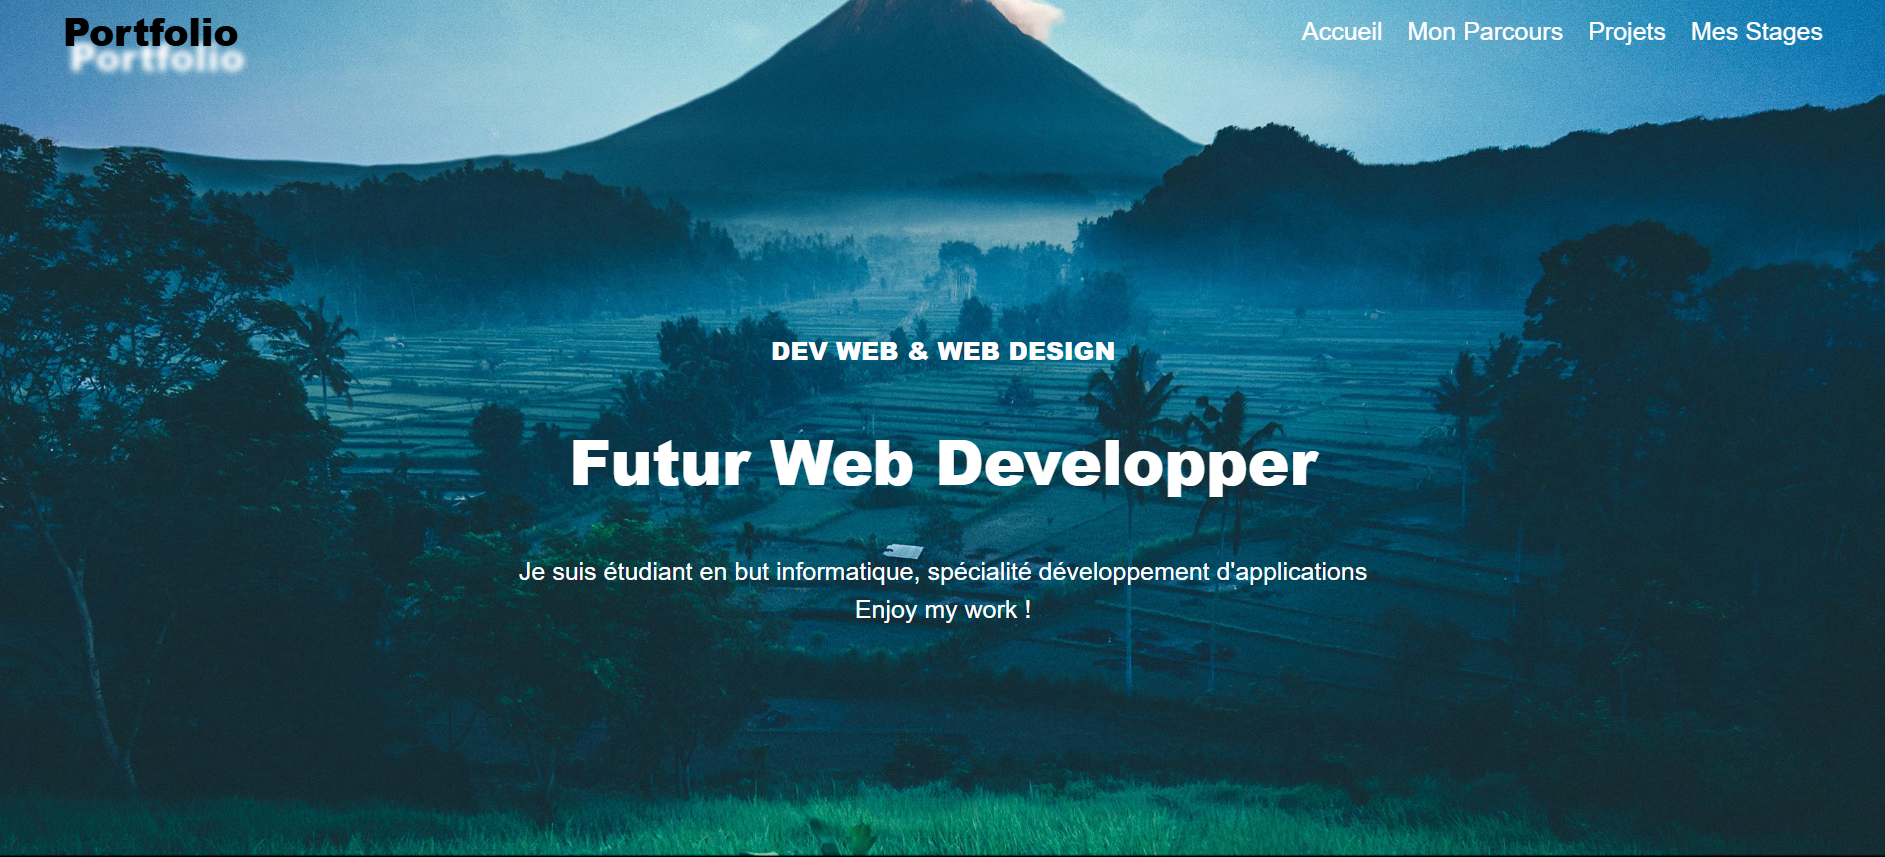 Portfolio
Portfolio
Accueil Mon Parcours Projets Mes Stages
DEV WEB & WEB DESIGN
Futur Web Developper
Je suis étudiant en but informatique, spécialité développement d'applications
Enjoy my work !